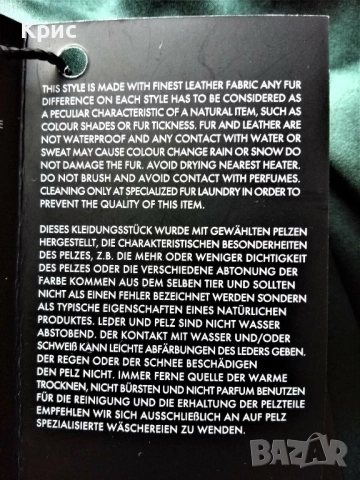 Крис
THIS STYLE IS MADE WITH FINEST LEATHER FABRIC ANY FUR
DIFFERENCE ON EACH STYLE HAS TO BE CONSIDERED AS
A PECULIAR CHARACTERISTIC OF A NATURAL ITEM, SUCH AS
COLOUR SHADES OR FUR TICKNESS. FUR AND LEATHER ARE
NOT WATERPROOF AND ANY CONTACT WITH WATER OR
SWEAT MAY CAUSE COLOUR CHANGE RAIN OR SNOW DO
NOT DAMAGE THE FUR. AVOID DRYING NEAREST HEATER.
DO NOT BRUSH AND AVOID CONTACT WITH PERFUMES.
CLEANING ONLY AT SPECIALIZED FUR LAUNDRY IN ORDER TO
PREVENT THE QUALITY OF THIS ITEM.
DIESES KLEIDUNGSSTÜCK WURDE MIT GEWÄHLTEN PELZEN
HERGESTELLT, DIE CHARAKTERISTISCHEN BESONDERHEITEN
DES PELZES, Z.B. DIE MEHR ODER WENIGER DICHTIGKEIT
DES PELZES ODER DIE VERSCHIEDENE ABTONUNG DER
FARBE KOMMEN AUS DEM SELBEN TIER UND SOLLTEN
NICHT ALS EINEN FEHLER BEZEICHNET WERDEN SONDERN
ALS TYPISCHE EIGENSCHAFTEN EINES NATÜRLICHEN
PRODUKTES. LEDER UND PELZ SIND NICHT WASSER
ABSTOBEND. DER KONTAKT MIT WASSER UND/ODER
SCHWEIß KANN LEICHTE ABFÄRBUNGEN DES LEDERS GEBEN.
DER REGEN ODER DER SCHNEE BESCHÄDIGEN
DEN PELZ NICHT. IMMER FERNE QUELLE DER WARME
TROCKNEN, NICHT BÜRSTEN UND NICHT PARFUM BENUTZEN
FÜR DIE REINIGUNG UND DIE ERHALTUNG DER PELZTEILE
EMPFEHLEN WIR SICH AUSSCHLIEßLICH AN AUF PELZ
SPEZIALISIERTE WÄSCHEREIEN ZU WENDEN.
BAZAR